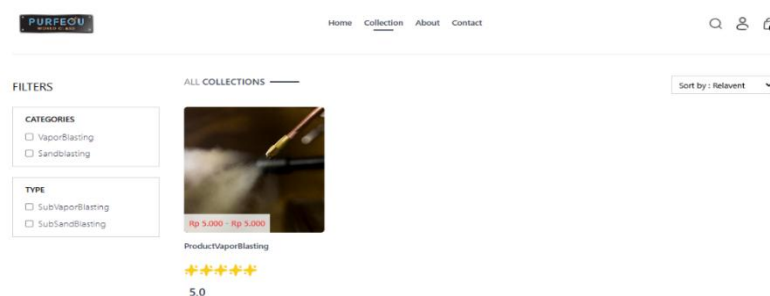 PURFEQU
Home Collection About Contact
FILTERS
CATEGORIES
VaporBlasting
Sandblasting
TYPE
SubVaporBlasting
SubSandBlasting
ALL COLLECTIONS
Sort by : Relavent
Rp 5.000 - Rp 5.000
ProductVaporBlasting
5.0